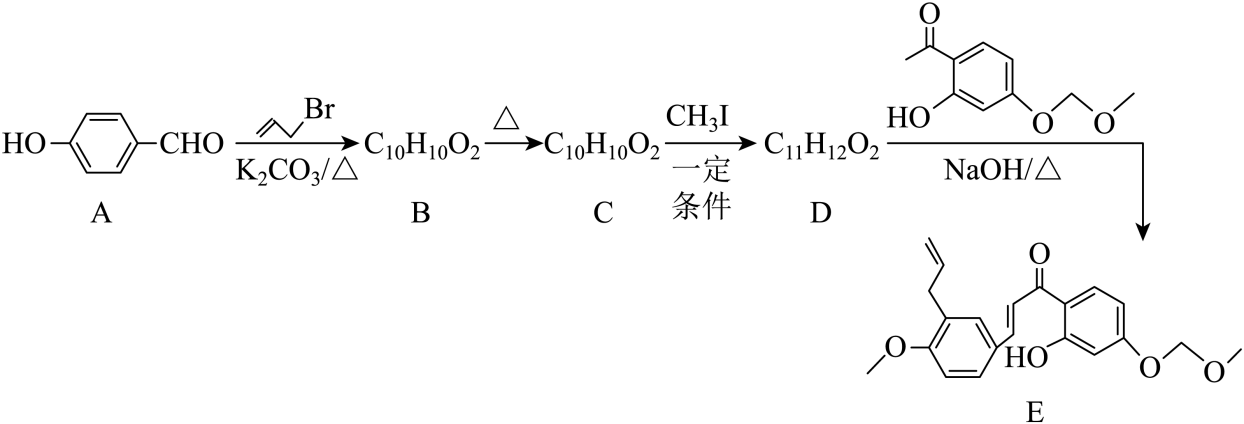 O
HO
O
O
HO
CHO
Br
K₂CO₃/△
C₁₀H₁₀O₂
△
C₁₀H₁₀O₂
CH₃I
一定
条件
C₁₁H₁₂O₂
NaOH/△
A
B
C
D
O
O
HO
O
O
E